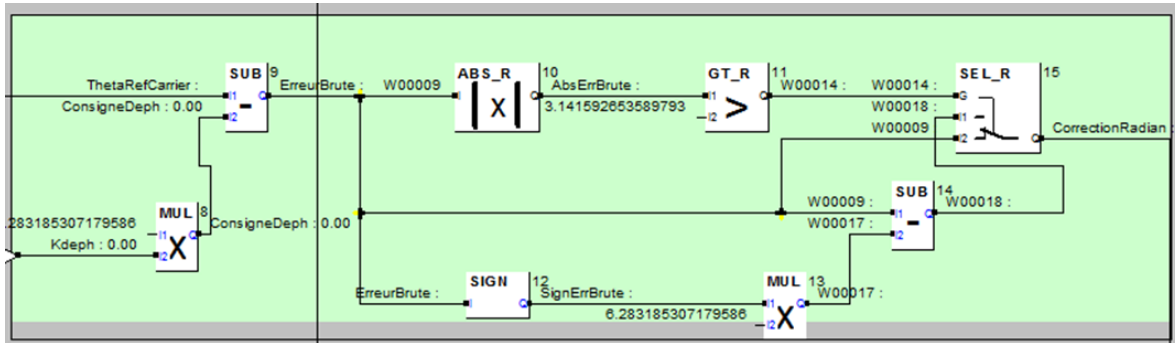 SUB 9
ABS_R 10
GT_R 11
SEL_R 15
ThetaRefCarrier :
I1 Q
ErreurBrute :
W00009
I Q
AbsErrBrute :
I1 Q
W00014 :
W00014 :
G
ConsigneDeph : 0.00
I2
-
|X|
3.141592653589793
I2
>
W00018 :
I1
W00009
I2 Q
CorrectionRadian :
SUB 14
MUL 8
W00009 :
I1 Q
W00018 :
.283185307179586
I1 Q
ConsigneDeph : 0.00
W00017 :
I2
-
Kdeph : 0.00
I2
X
SIGN 12
MUL 13
ErreurBrute :
I Q
SignErrBrute :
I1 Q
W00017 :
6.283185307179586
I2
X